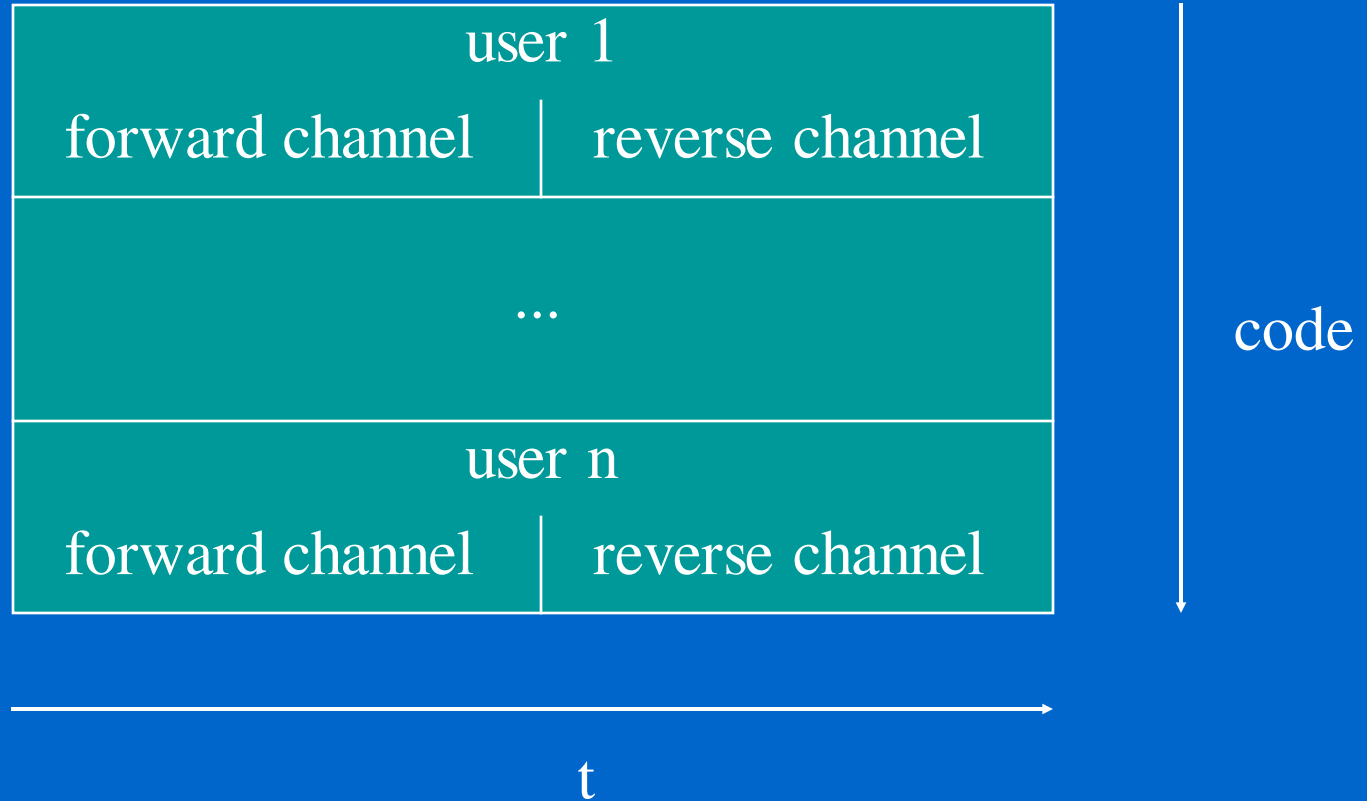 user 1
forward channel reverse channel
...
code
user n
forward channel reverse channel
t